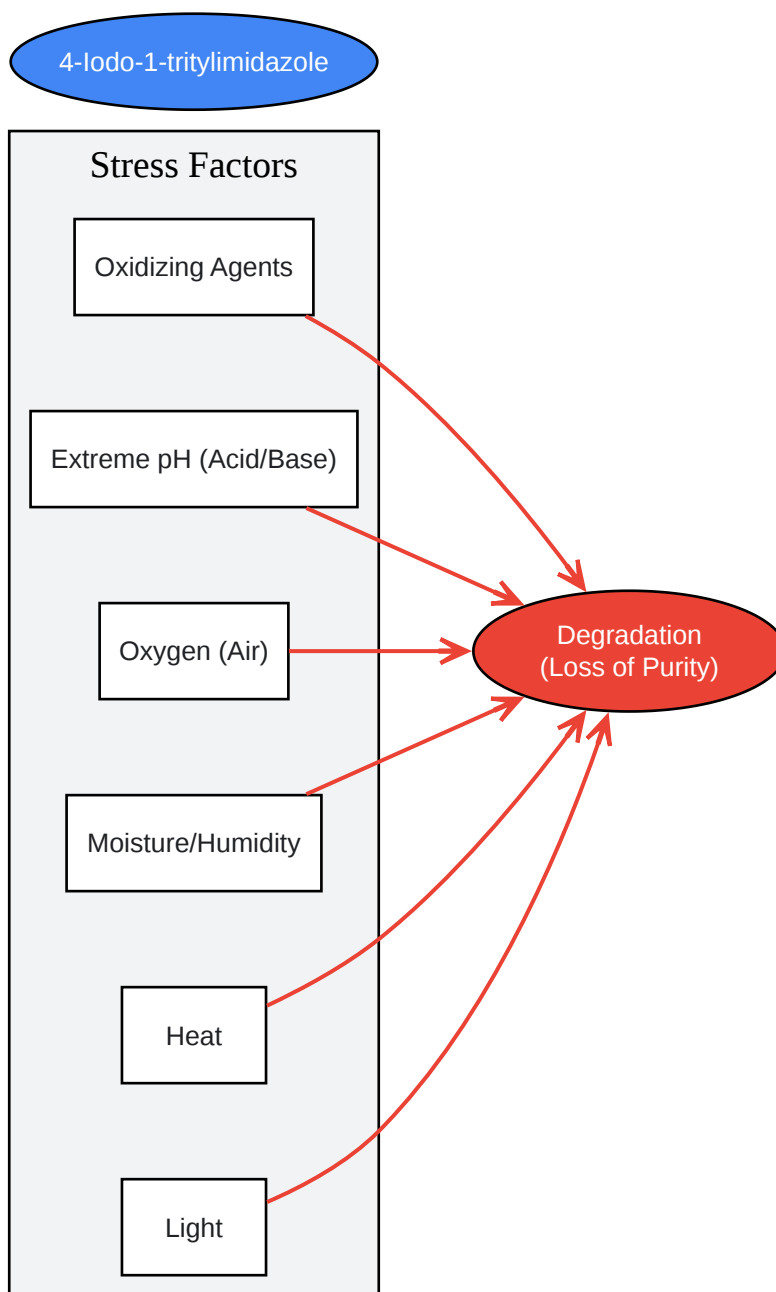 4-Iodo-1-tritylimidazole
Stress Factors
Oxidizing Agents
Extreme pH (Acid/Base)
Oxygen (Air)
Degradation
(Loss of Purity)
Moisture/Humidity
Heat
Light